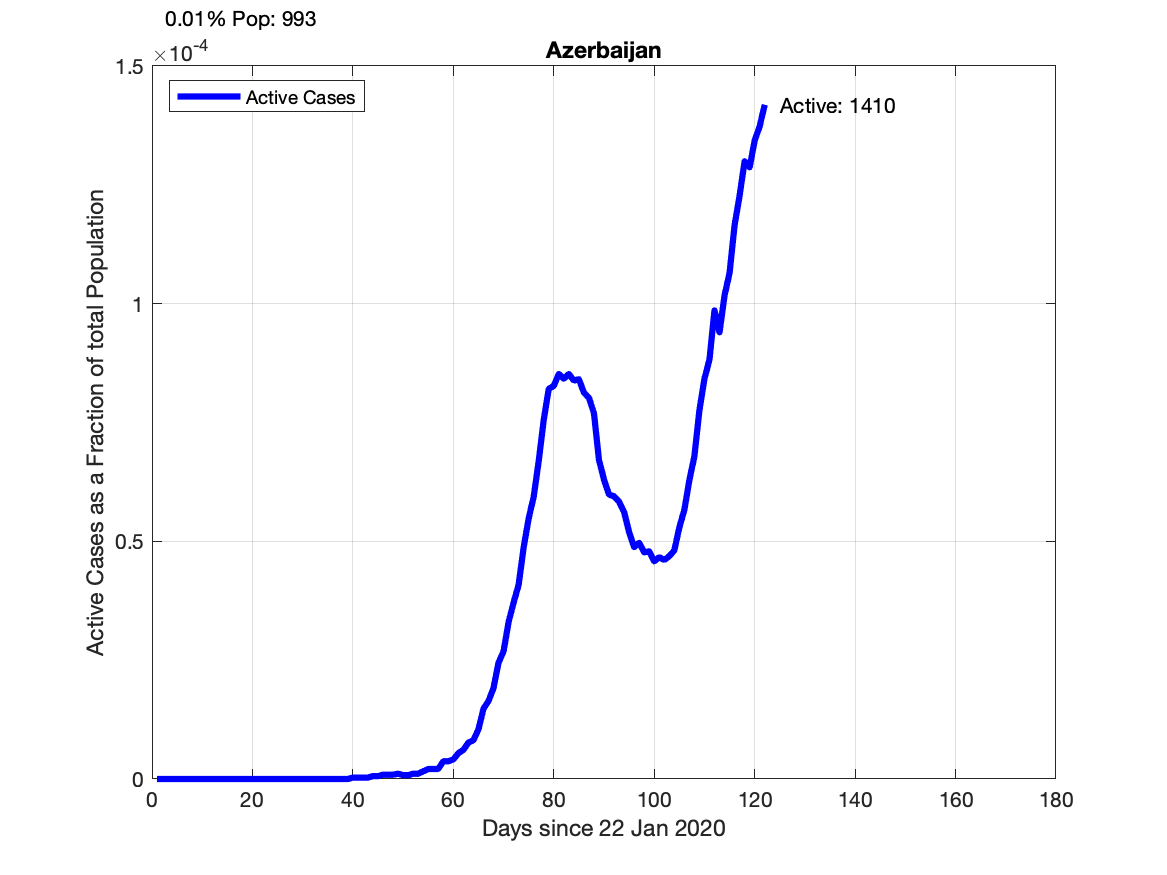 0.01% Pop: 993
×10-4
Azerbaijan
1.5
Active Cases
Active: 1410
1
0.5
0
Active Cases as a Fraction of total Population
0 20 40 60 80 100 120 140 160 180
Days since 22 Jan 2020